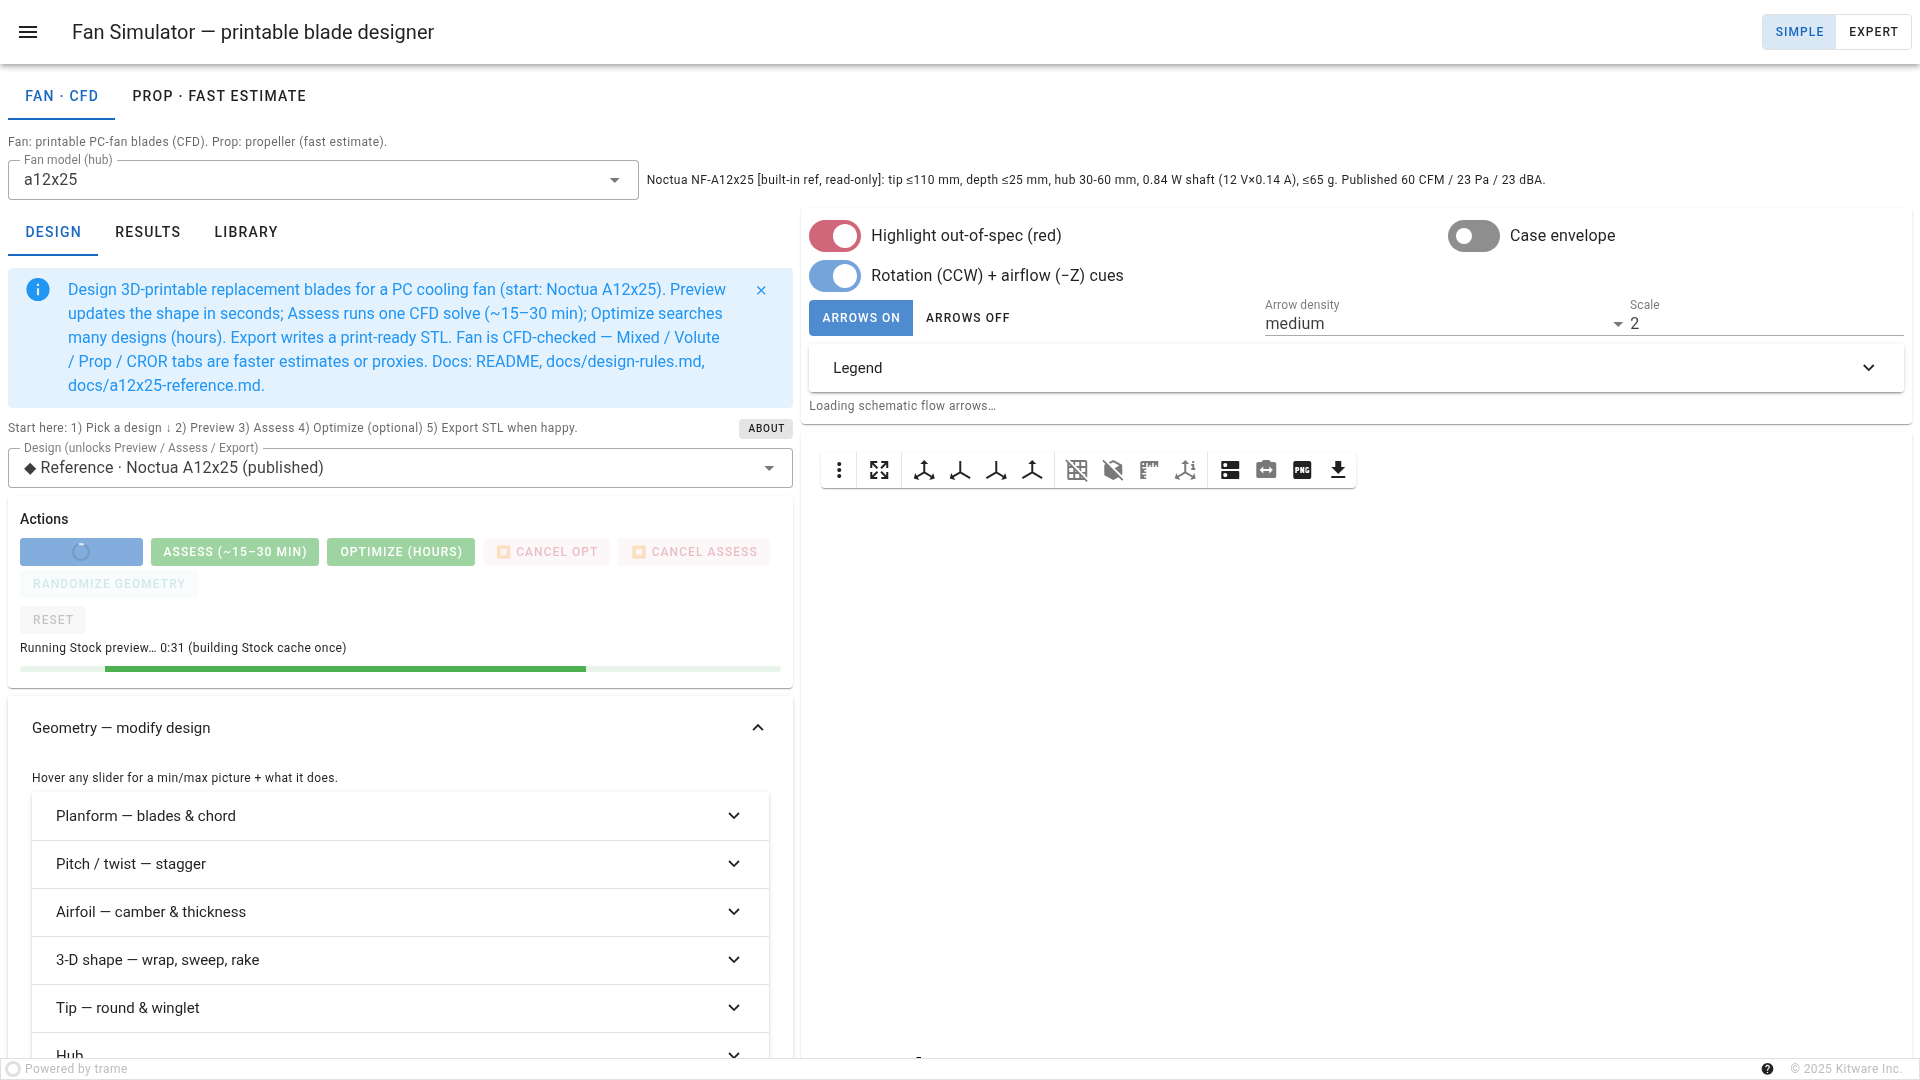 Fan Simulator — printable blade designer
SIMPLE
EXPERT
FAN · CFD
PROP · FAST ESTIMATE
Fan: printable PC-fan blades (CFD). Prop: propeller (fast estimate).
Fan model (hub)
a12x25
Noctua NF-A12x25 [built-in ref, read-only]: tip ≤110 mm, depth ≤25 mm, hub 30-60 mm, 0.84 W shaft (12 V×0.14 A), ≤65 g. Published 60 CFM / 23 Pa / 23 dBA.
DESIGN
RESULTS
LIBRARY
Design 3D-printable replacement blades for a PC cooling fan (start: Noctua A12x25). Preview
updates the shape in seconds; Assess runs one CFD solve (~15–30 min); Optimize searches
many designs (hours). Export writes a print-ready STL. Fan is CFD-checked — Mixed / Volute
/ Prop / CROR tabs are faster estimates or proxies. Docs: README, docs/design-rules.md,
docs/a12x25-reference.md.
Start here: 1) Pick a design ↓ 2) Preview 3) Assess 4) Optimize (optional) 5) Export STL when happy.
ABOUT
Design (unlocks Preview / Assess / Export)
◆ Reference · Noctua A12x25 (published)
Actions
ASSESS (~15–30 MIN)
OPTIMIZE (HOURS)
CANCEL OPT
CANCEL ASSESS
RANDOMIZE GEOMETRY
RESET
Running Stock preview… 0:31 (building Stock cache once)
Geometry — modify design
Hover any slider for a min/max picture + what it does.
Planform — blades & chord
Pitch / twist — stagger
Airfoil — camber & thickness
3-D shape — wrap, sweep, rake
Tip — round & winglet
Hub
Highlight out-of-spec (red)
Case envelope
Rotation (CCW) + airflow (−Z) cues
ARROWS ON
ARROWS OFF
Arrow density
medium
Scale
2
Legend
Loading schematic flow arrows…
PNG
Powered by trame
© 2025 Kitware Inc.